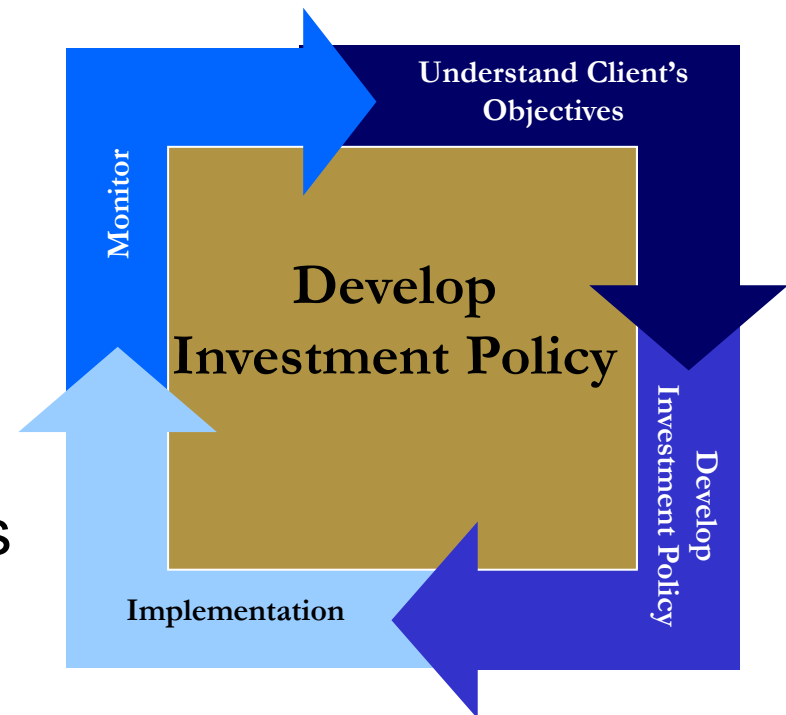 Understand Client’s
Objectives
Monitor
Develop
Investment Policy
Develop
Investment Policy
s
Implementation